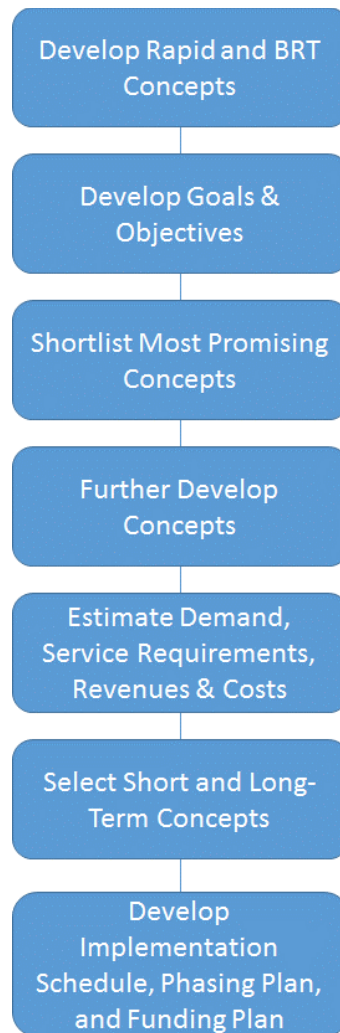 Develop Rapid and BRT
Concepts
Develop Goals &
Objectives
Shortlist Most Promising
Concepts
Further Develop
Concepts
Estimate Demand,
Service Requirements,
Revenues & Costs
Select Short and Long-
Term Concepts
Develop
Implementation
Schedule, Phasing Plan,
and Funding Plan